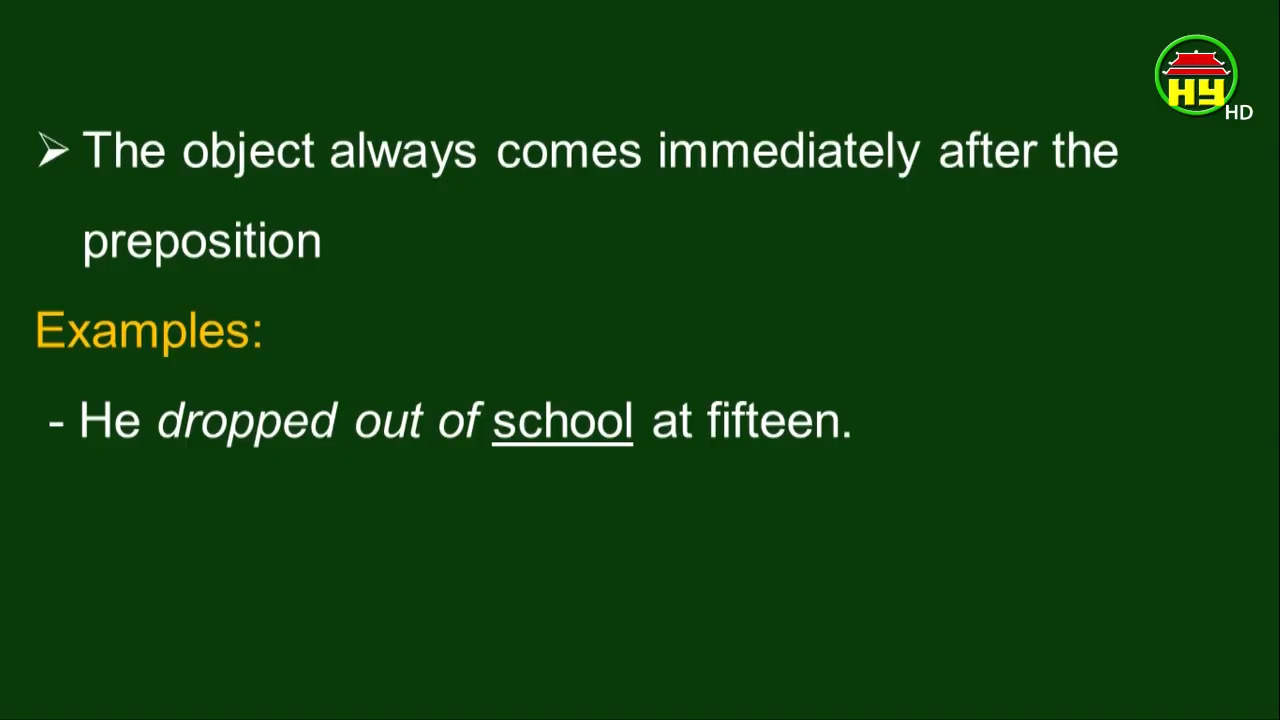 HY
HD
➢ The object always comes immediately after the
preposition
Examples:
- He dropped out of school at fifteen.